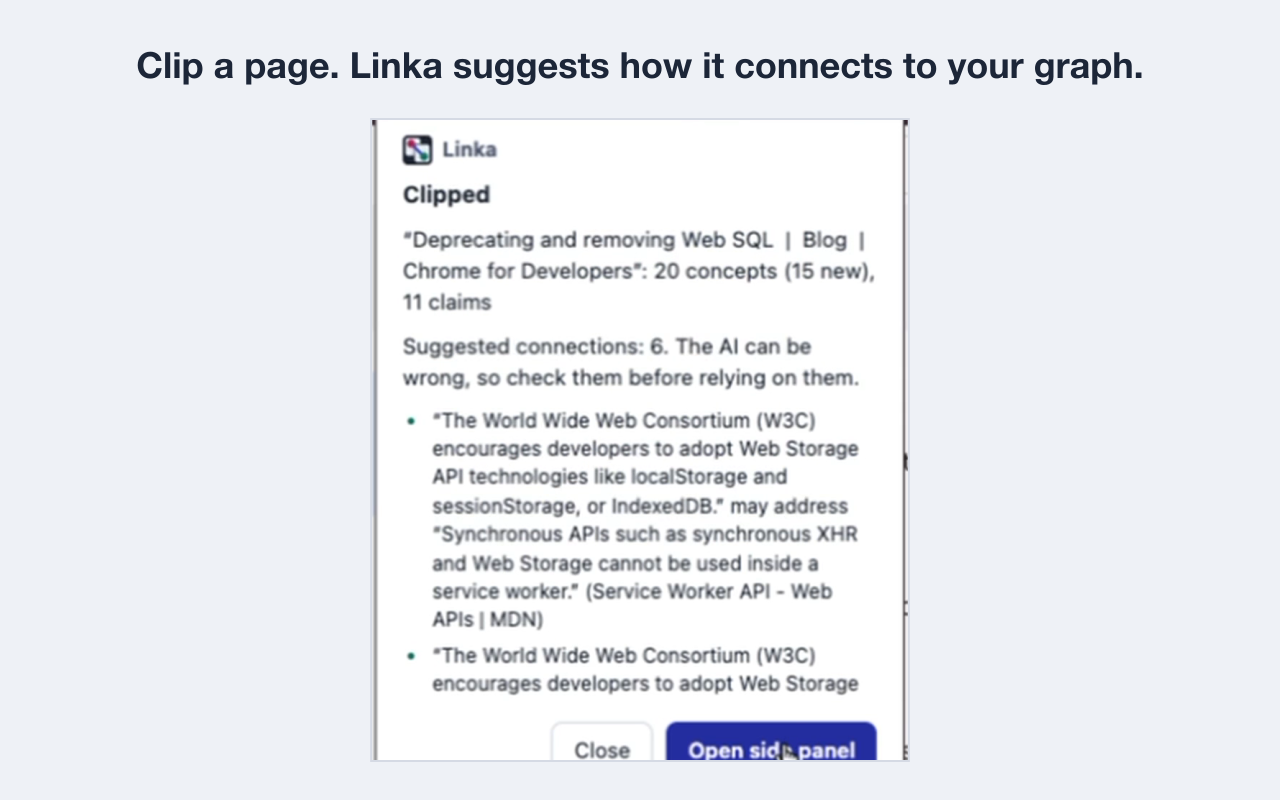 Clip a page. Linka suggests how it connects to your graph.
Linka
Clipped
"Deprecating and removing Web SQL | Blog |
Chrome for Developers": 20 concepts (15 new),
11 claims
Suggested connections: 6. The AI can be
wrong, so check them before relying on them.
• "The World Wide Web Consortium (W3C)
encourages developers to adopt Web Storage
API technologies like localStorage and
sessionStorage, or IndexedDB." may address
"Synchronous APIs such as synchronous XHR
and Web Storage cannot be used inside a
service worker." (Service Worker API - Web
APIs | MDN)
• "The World Wide Web Consortium (W3C)
encourages developers to adopt Web Storage
Close
Open side panel